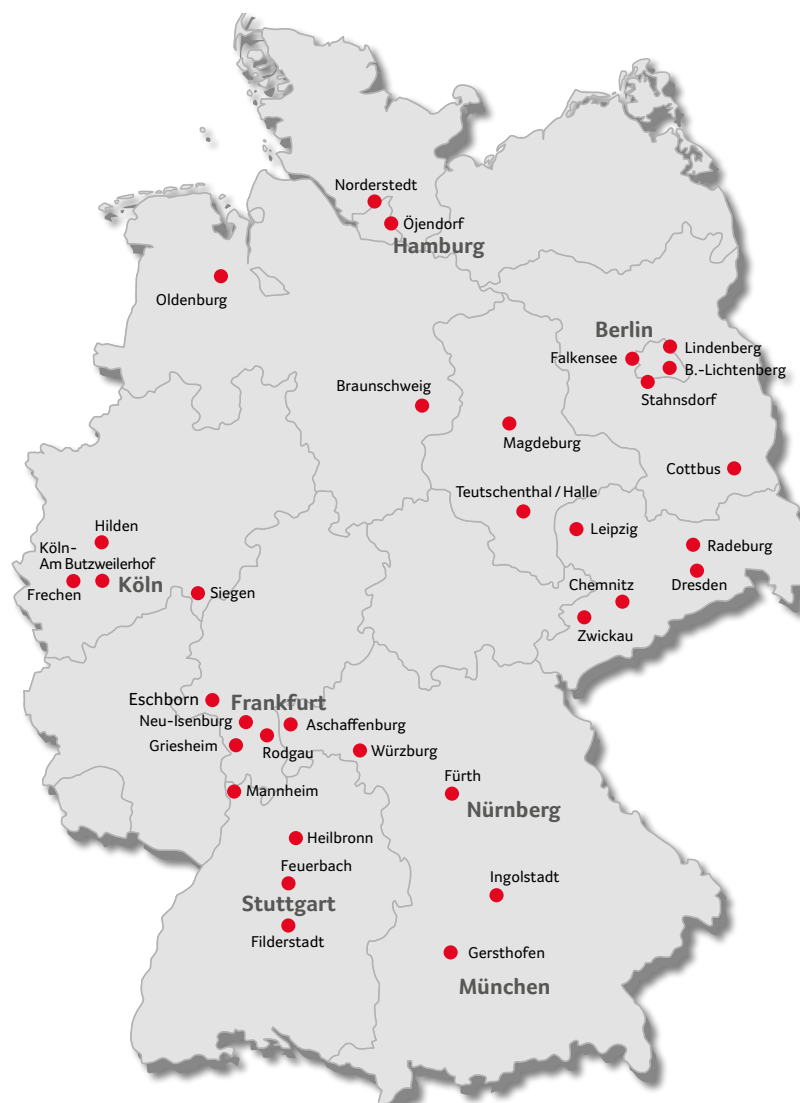 Norderstedt
Öjendorf
Hamburg
Oldenburg
Berlin
Lindenberg
Falkensee
B.-Lichtenberg
Stahnsdorf
Braunschweig
Magdeburg
Cottbus
Teutschenthal / Halle
Leipzig
Hilden
Radeburg
Köln-
Am Butzweilerhof
Köln
Frechen
Siegen
Chemnitz
Dresden
Zwickau
Eschborn
Frankfurt
Neu-Isenburg
Aschaffenburg
Griesheim
Rodgau
Würzburg
Mannheim
Fürth
Nürnberg
Heilbronn
Feuerbach
Ingolstadt
Stuttgart
Filderstadt
Gersthofen
München